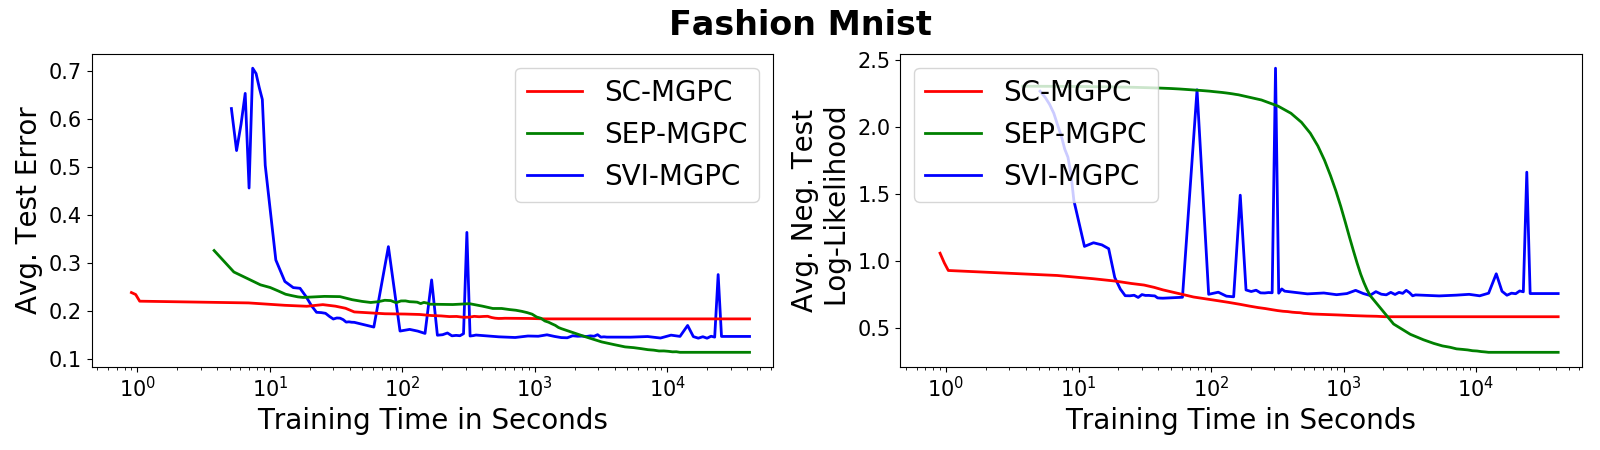 Fashion Mnist
Avg. Test Error
0.7
0.6
0.5
0.4
0.3
0.2
0.1
SC-MGPC
SEP-MGPC
SVI-MGPC
10^0 10^1 10^2 10^3 10^4
Training Time in Seconds
Avg. Neg. Test
Log-Likelihood
2.5
2.0
1.5
1.0
0.5
SC-MGPC
SEP-MGPC
SVI-MGPC
10^0 10^1 10^2 10^3 10^4
Training Time in Seconds